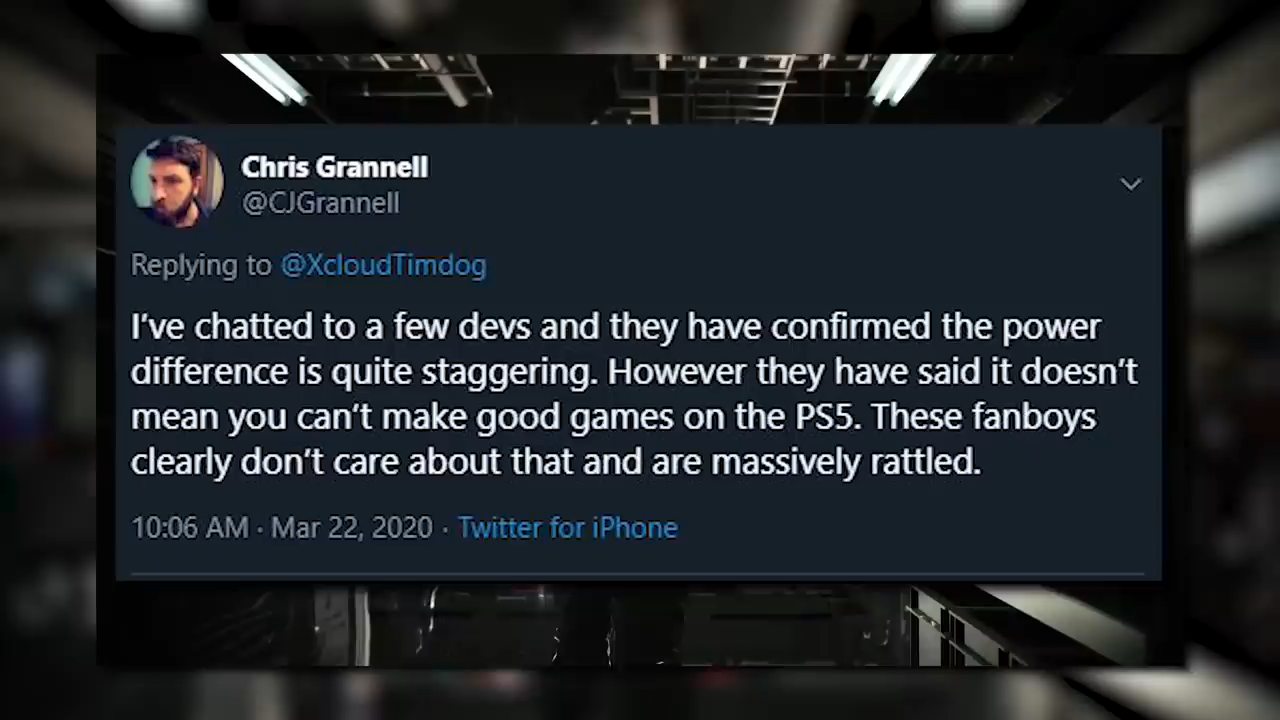 Chris Grannell
@CJGrannell
Replying to @XcloudTimdog
I’ve chatted to a few devs and they have confirmed the power
difference is quite staggering. However they have said it doesn’t
mean you can’t make good games on the PS5. These fanboys
clearly don’t care about that and are massively rattled.
10:06 AM · Mar 22, 2020 · Twitter for iPhone